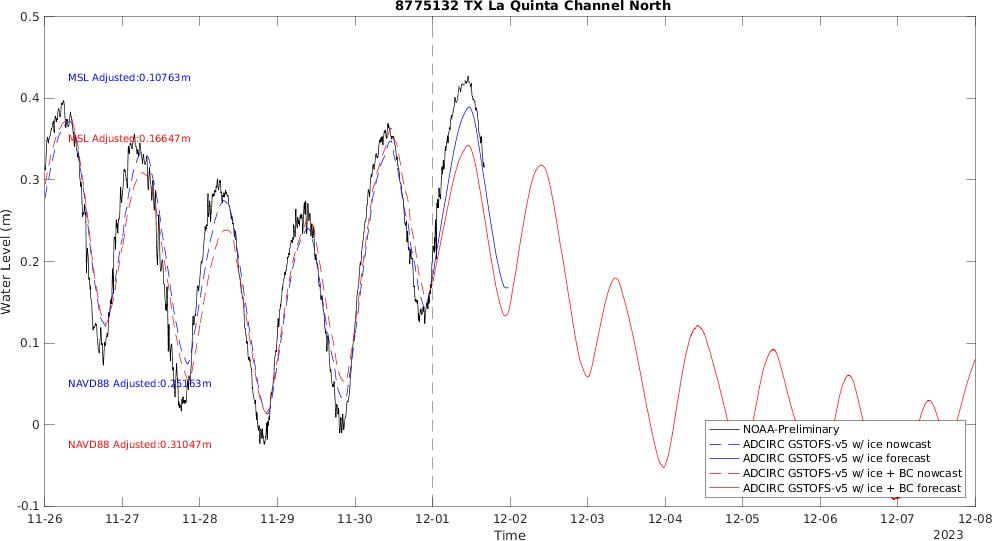 8775132 TX La Quinta Channel North
Water Level (m)
0.5
0.4
0.3
0.2
0.1
0
-0.1
MSL Adjusted:0.10763m
MSL Adjusted:0.16647m
NAVD88 Adjusted:0.25163m
NAVD88 Adjusted:0.31047m
NOAA-Preliminary
ADCIRC GSTOFS-v5 w/ ice nowcast
ADCIRC GSTOFS-v5 w/ ice forecast
ADCIRC GSTOFS-v5 w/ ice + BC nowcast
ADCIRC GSTOFS-v5 w/ ice + BC forecast
11-26 11-27 11-28 11-29 11-30 12-01 12-02 12-03 12-04 12-05 12-06 12-07 12-08
Time
2023